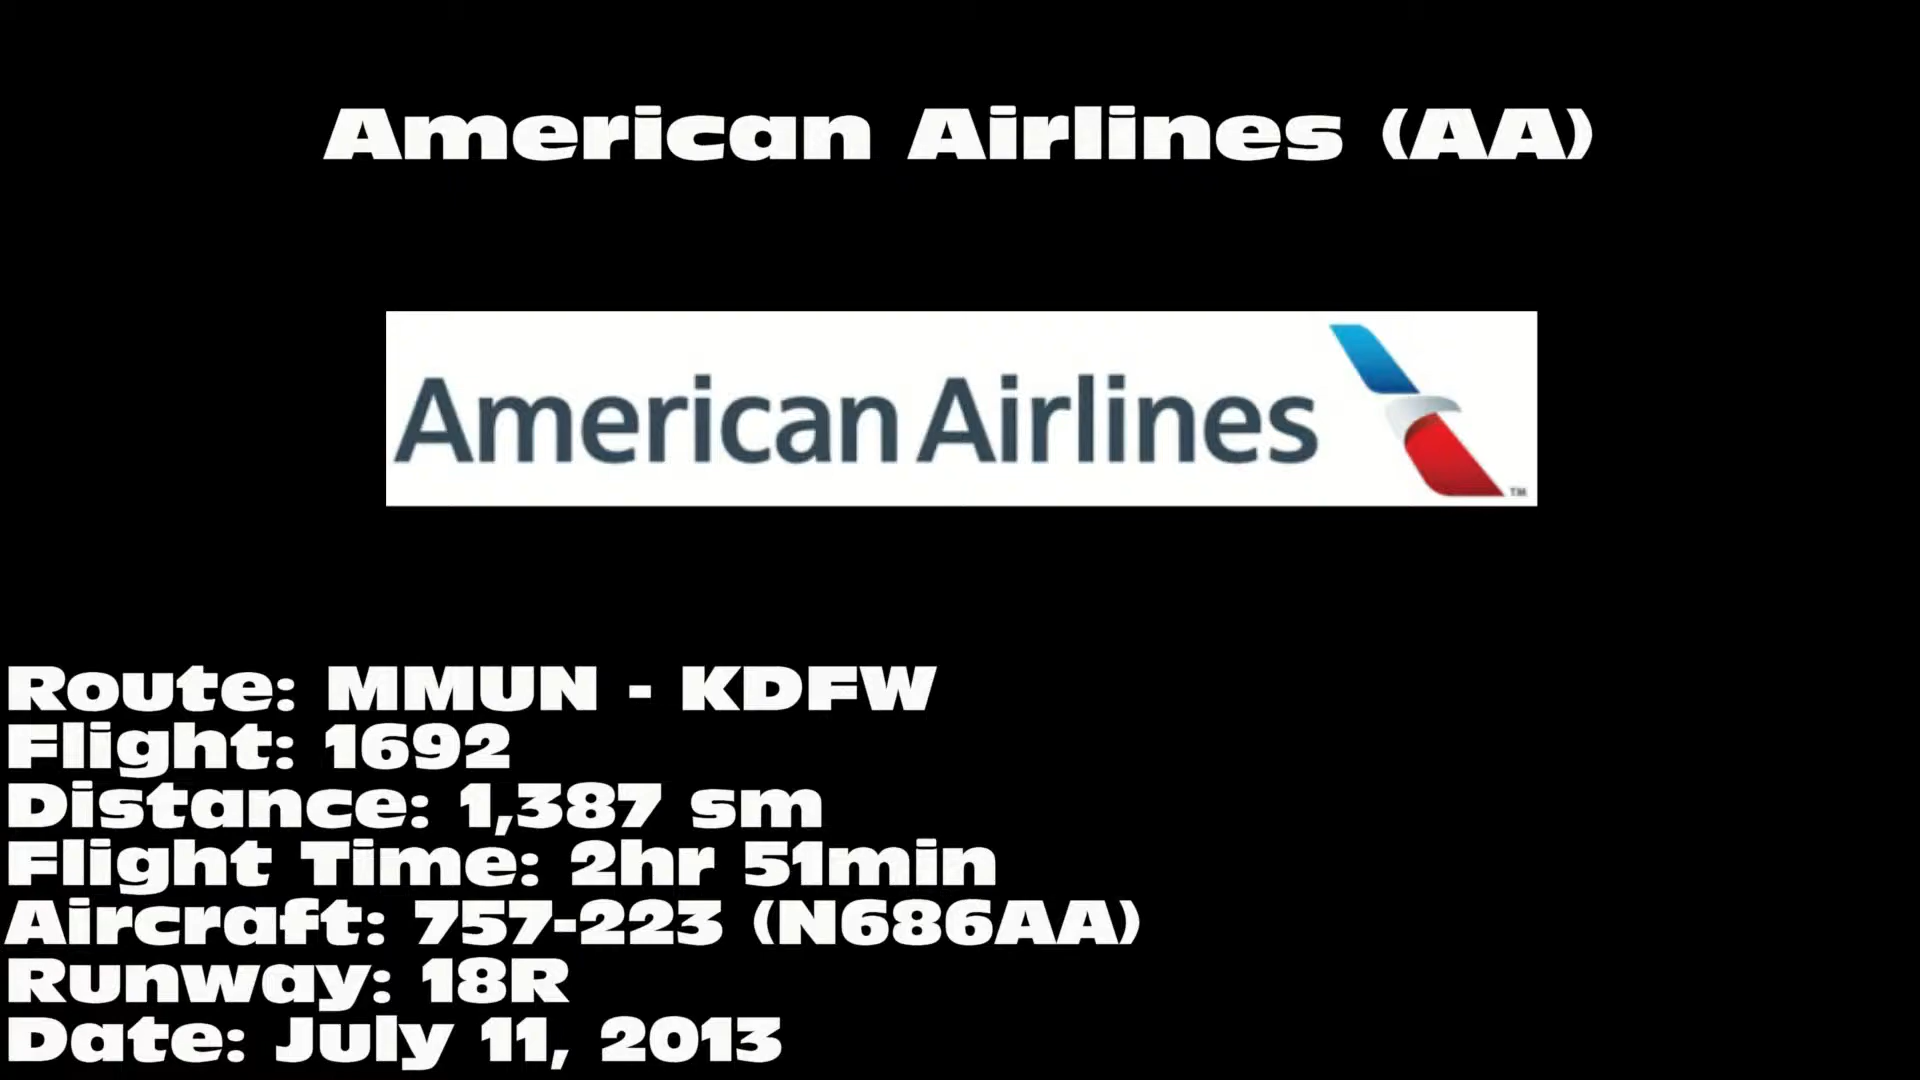 American Airlines (AA)
American Airlines
TM
Route: MMUN - KDFW
Flight: 1692
Distance: 1,387 sm
Flight Time: 2hr 51min
Aircraft: 757-223 (N686AA)
Runway: 18R
Date: July 11, 2013